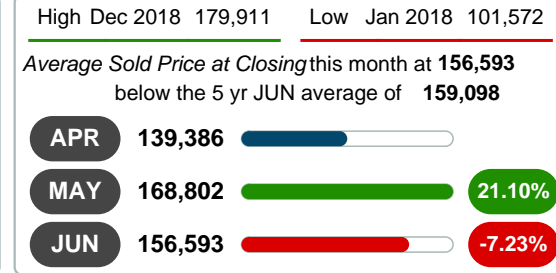 High Dec 2018 179,911 Low Jan 2018 101,572
Average Sold Price at Closing this month at 156,593
below the 5 yr JUN average of 159,098
APR 139,386
MAY 168,802 21.10%
JUN 156,593 -7.23%